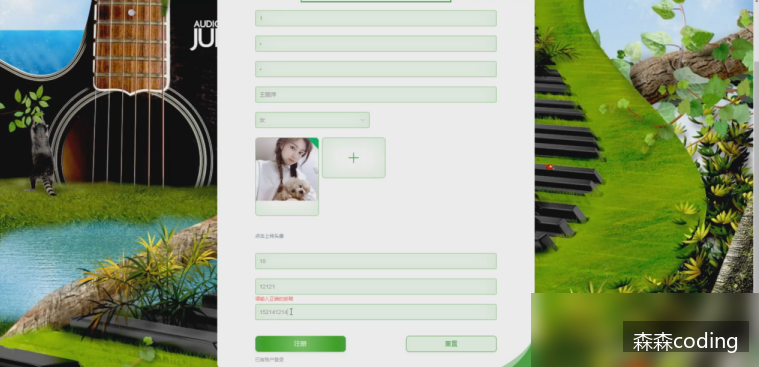 AUDIO
JU
1
王丽萍
女
点击上传头像
18
12121
请输入正确的邮箱
152141214
注册
重置
已有账户登录
森森coding